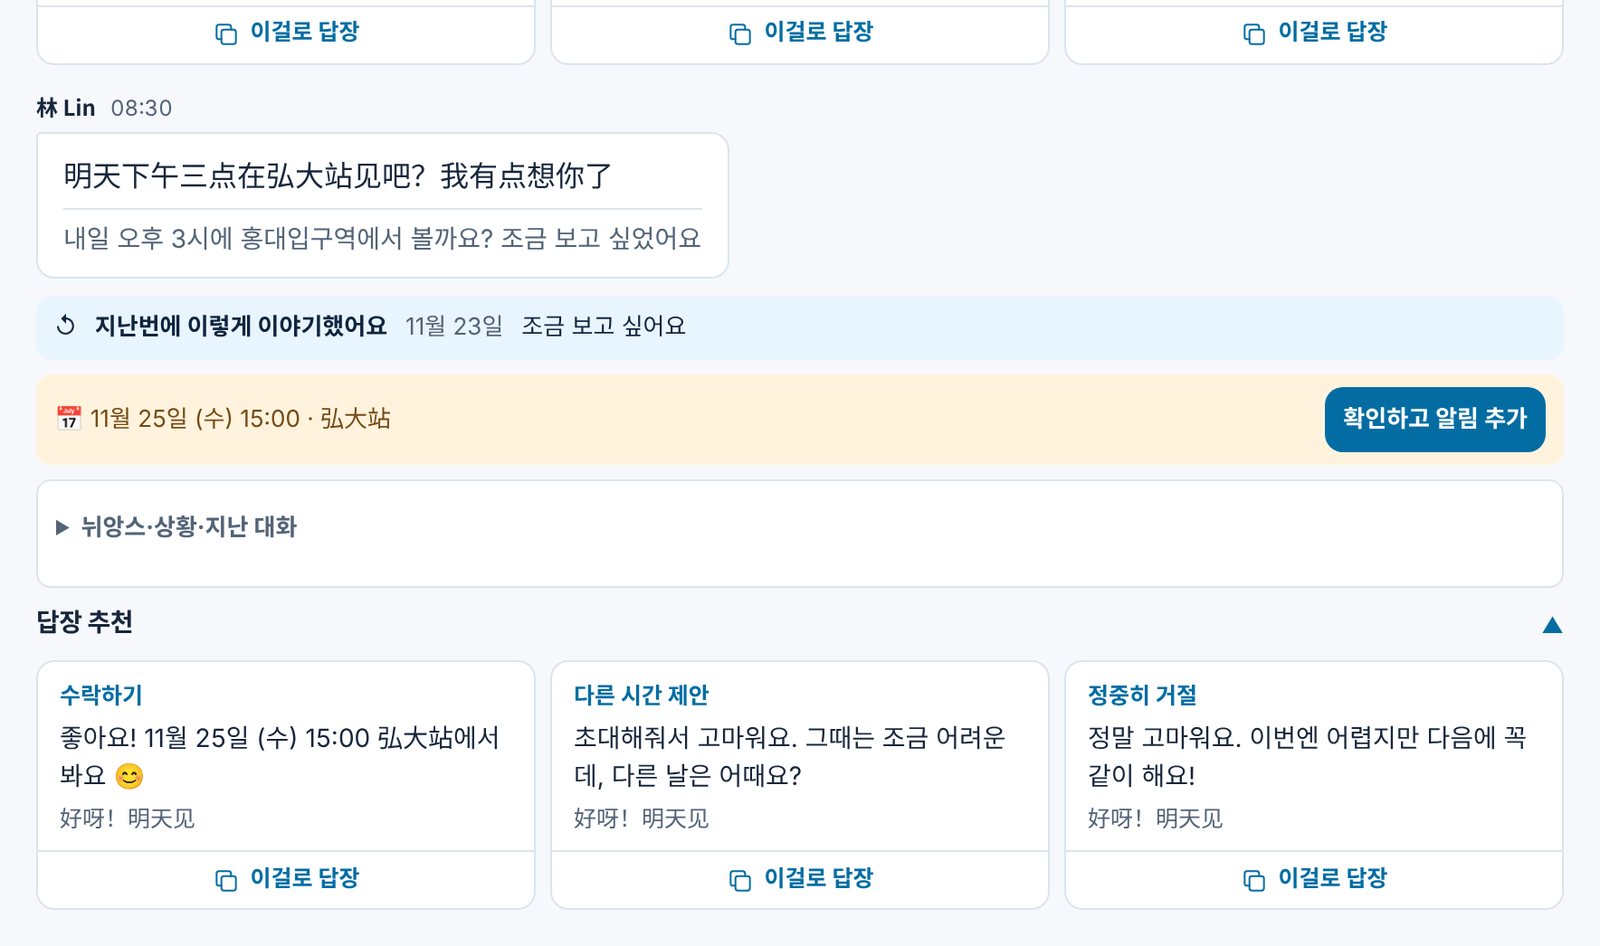 이걸로 답장 이걸로 답장 이걸로 답장
林 Lin 08:30
明天下午三点在弘大站见吧？我有点想你了
내일 오후 3시에 홍대입구역에서 볼까요? 조금 보고 싶었어요
지난번에 이렇게 이야기했어요 11월 23일 조금 보고 싶어요
📅 11월 25일 (수) 15:00 · 弘大站 확인하고 알림 추가
▶ 뉘앙스·상황·지난 대화
답장 추천 ▲
수락하기
좋아요! 11월 25일 (수) 15:00 弘大站에서
봐요 😊
好呀！明天见
이걸로 답장
다른 시간 제안
초대해줘서 고마워요. 그때는 조금 어려운
데, 다른 날은 어때요?
好呀！明天见
이걸로 답장
정중히 거절
정말 고마워요. 이번엔 어렵지만 다음에 꼭
같이 해요!
好呀！明天见
이걸로 답장